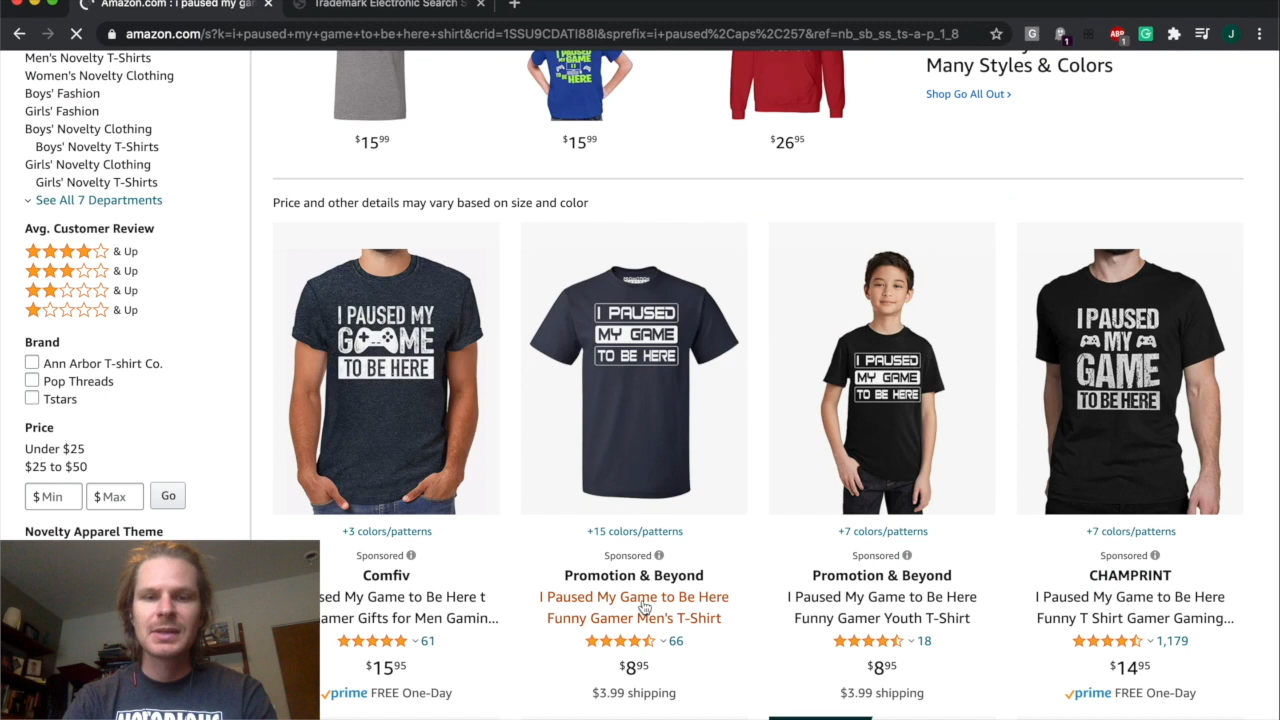 Amazon.com : i paused my ga
Trademark Electronic Search S
amazon.com/s?k=i+paused+my+game+to+be+here+shirt&crid=1SSU9CDATI88I&sprefix=i+paused%2Caps%2C257&ref=nb_sb_ss_ts-a-p_1_8
Men's Novelty T-Shirts
Women's Novelty Clothing
Boys' Fashion
Girls' Fashion
Boys' Novelty Clothing
Boys' Novelty T-Shirts
Girls' Novelty Clothing
Girls' Novelty T-Shirts
See All 7 Departments
Avg. Customer Review
& Up
& Up
& Up
& Up
Brand
Ann Arbor T-shirt Co.
Pop Threads
Tstars
Price
Under $25
$25 to $50
$ Min
$ Max
Go
Novelty Apparel Theme
MY GAME
TO BE HERE
$15.99
$15.99
$26.95
Many Styles & Colors
Shop Go All Out ›
Price and other details may vary based on size and color
I PAUSED MY
GAME
TO BE HERE
+3 colors/patterns
Sponsored
Comfiv
sed My Game to Be Here t
amer Gifts for Men Gamin...
61
$15.95
prime FREE One-Day
I PAUSED
MY GAME
TO BE HERE
+15 colors/patterns
Sponsored
Promotion & Beyond
I Paused My Game to Be Here
Funny Gamer Men's T-Shirt
66
$8.95
$3.99 shipping
I PAUSED
MY GAME
TO BE HERE
+7 colors/patterns
Sponsored
Promotion & Beyond
I Paused My Game to Be Here
Funny Gamer Youth T-Shirt
18
$8.95
$3.99 shipping
I PAUSED
MY
GAME
TO BE HERE
+7 colors/patterns
Sponsored
CHAMPRINT
I Paused My Game to Be Here
Funny T Shirt Gamer Gaming...
1,179
$14.95
prime FREE One-Day
NOTORIOUS